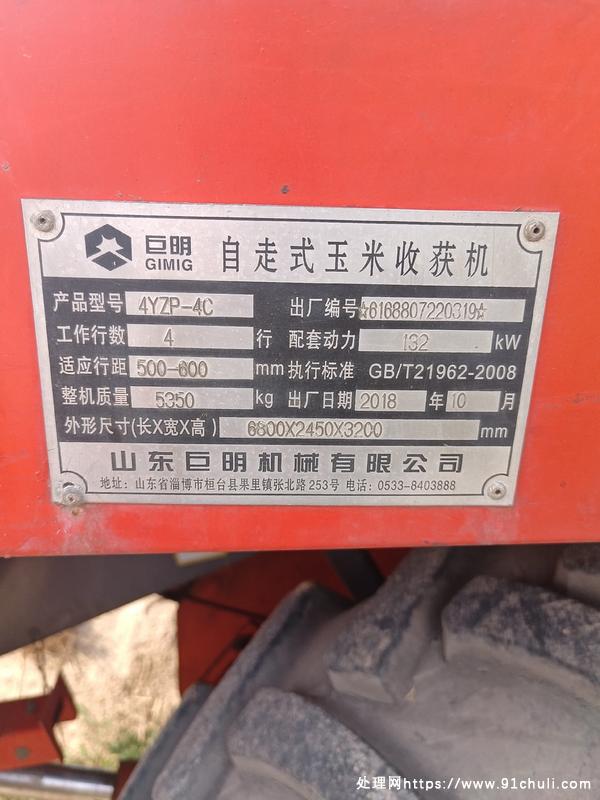 巨明
GIMIG
自走式玉米收获机
产品型号 4YZP-4C 出厂编号 ☆6168807220319☆
工作行数 4 行 配套动力 132 kW
适应行距 500-600 mm 执行标准 GB/T21962-2008
整机质量 5350 kg 出厂日期 2018 年 10 月
外形尺寸(长X宽X高) 6800X2450X3200 mm
山东巨明机械有限公司
地址: 山东省淄博市桓台县果里镇张北路253号 电话: 0533-8403888
处理网https://www.91chuli.com